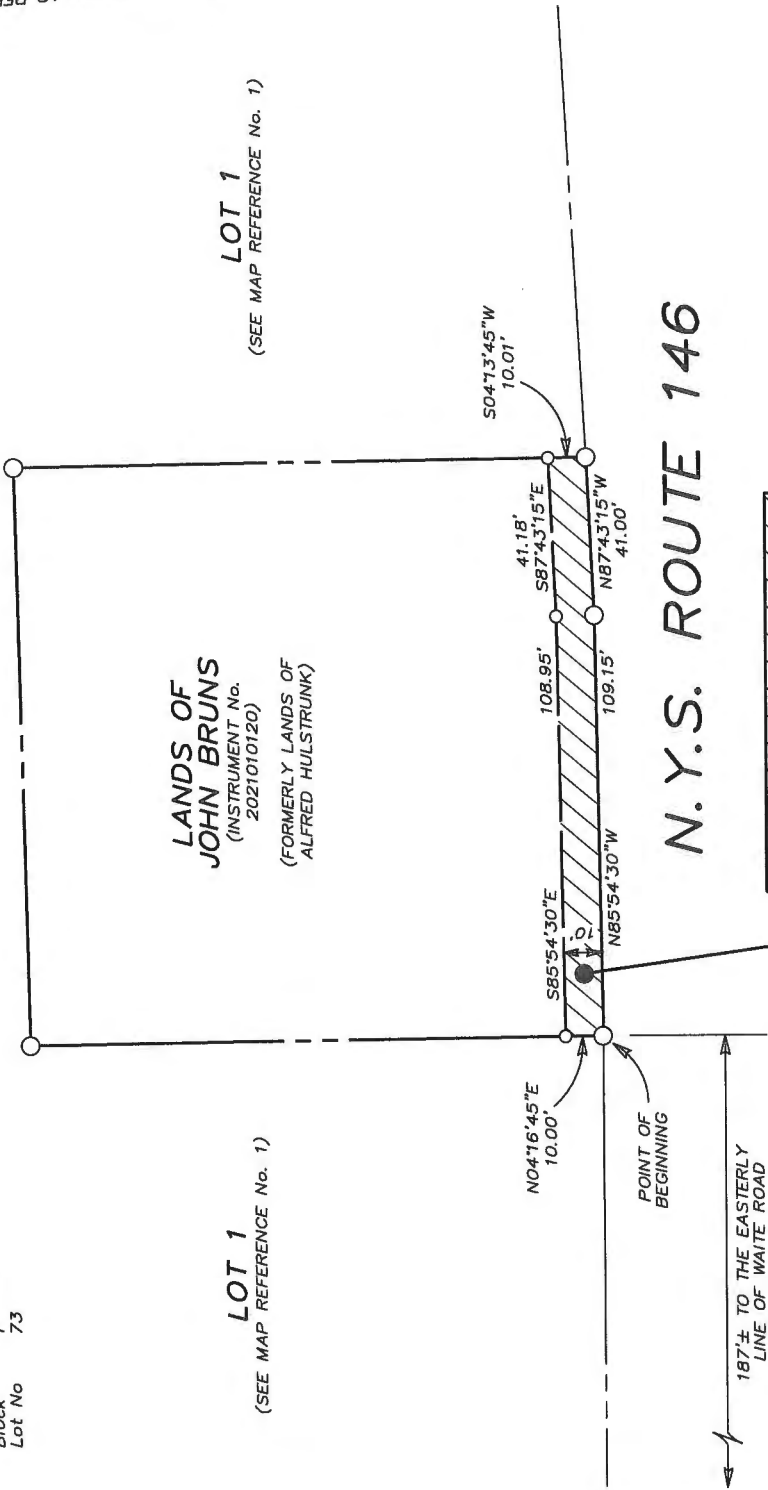 Lot No 73
LOT 1
(SEE MAP REFERENCE No. 1)
LANDS OF
JOHN BRUNS
(INSTRUMENT No.
2021010120)
(FORMERLY LANDS OF
ALFRED HULSTRUNK)
LOT 1
(SEE MAP REFERENCE No. 1)
N04°16'45"E
10.00'
POINT OF
BEGINNING
S85°54'30"E
108.95'
41.18'
S87°43'15"E
S04°13'45"W
10.01'
10'
N85°54'30"W
109.15'
N87°43'15"W
41.00'
N.Y.S. ROUTE 146
187'± TO THE EASTERLY
LINE OF WAITE ROAD